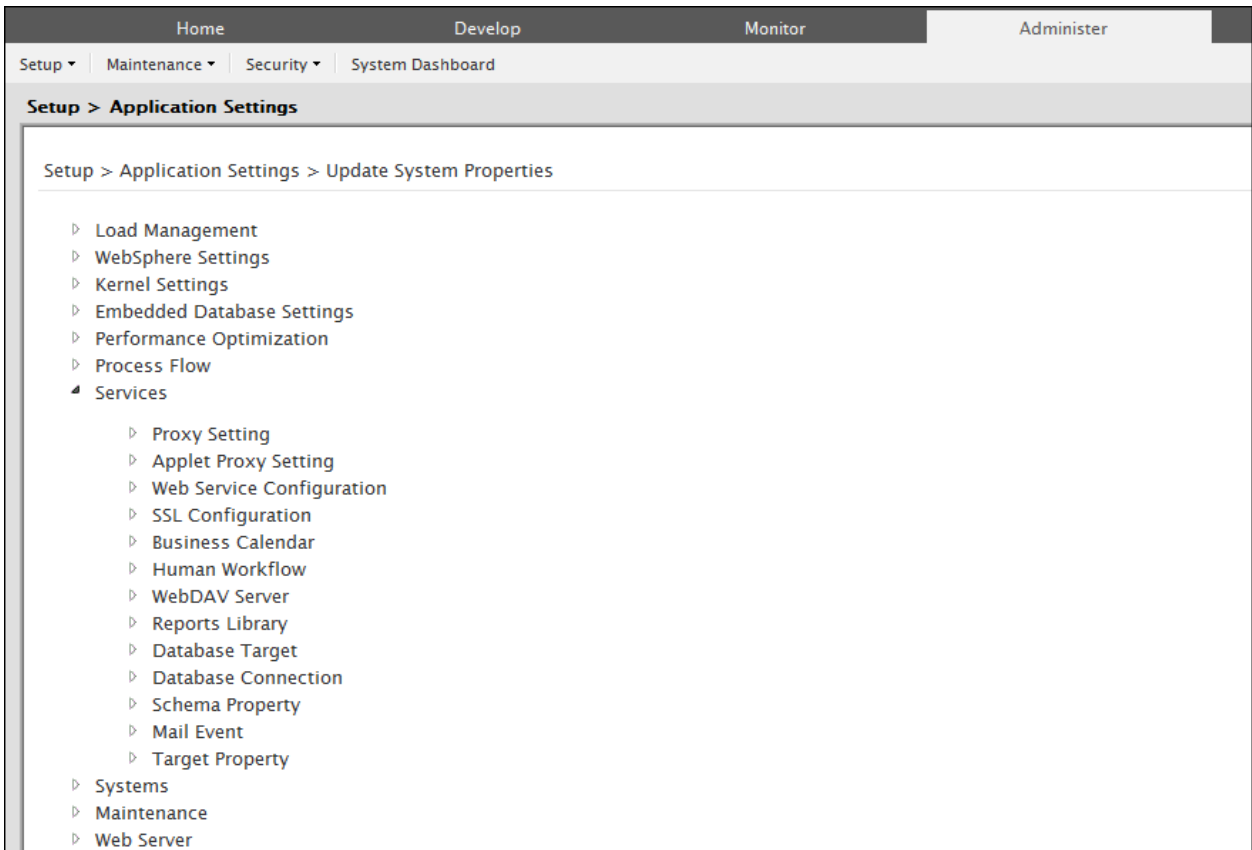 Home Develop Monitor Administer
Setup Maintenance Security System Dashboard
Setup > Application Settings
Setup > Application Settings > Update System Properties
Load Management
WebSphere Settings
Kernel Settings
Embedded Database Settings
Performance Optimization
Process Flow
Services
Proxy Setting
Applet Proxy Setting
Web Service Configuration
SSL Configuration
Business Calendar
Human Workflow
WebDAV Server
Reports Library
Database Target
Database Connection
Schema Property
Mail Event
Target Property
Systems
Maintenance
Web Server